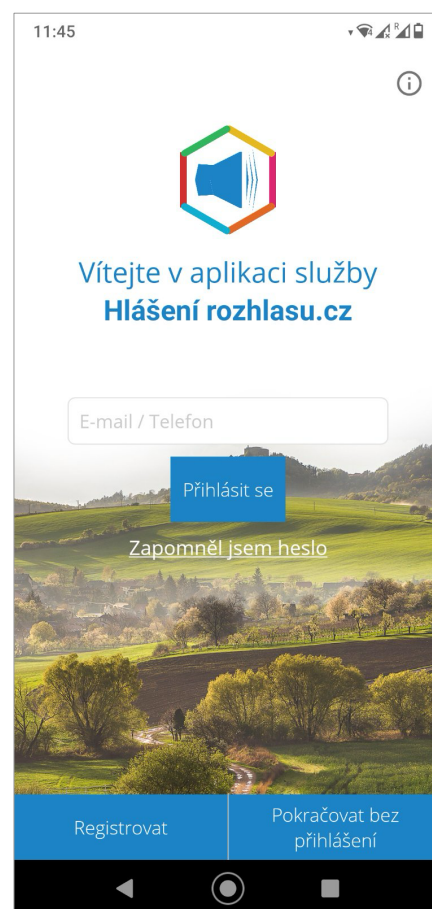 11:45
R
Vítejte v aplikaci služby
Hlášení rozhlasu.cz
E-mail / Telefon
Přihlásit se
Zapomněl jsem heslo
Registrovat
Pokračovat bez
přihlášení